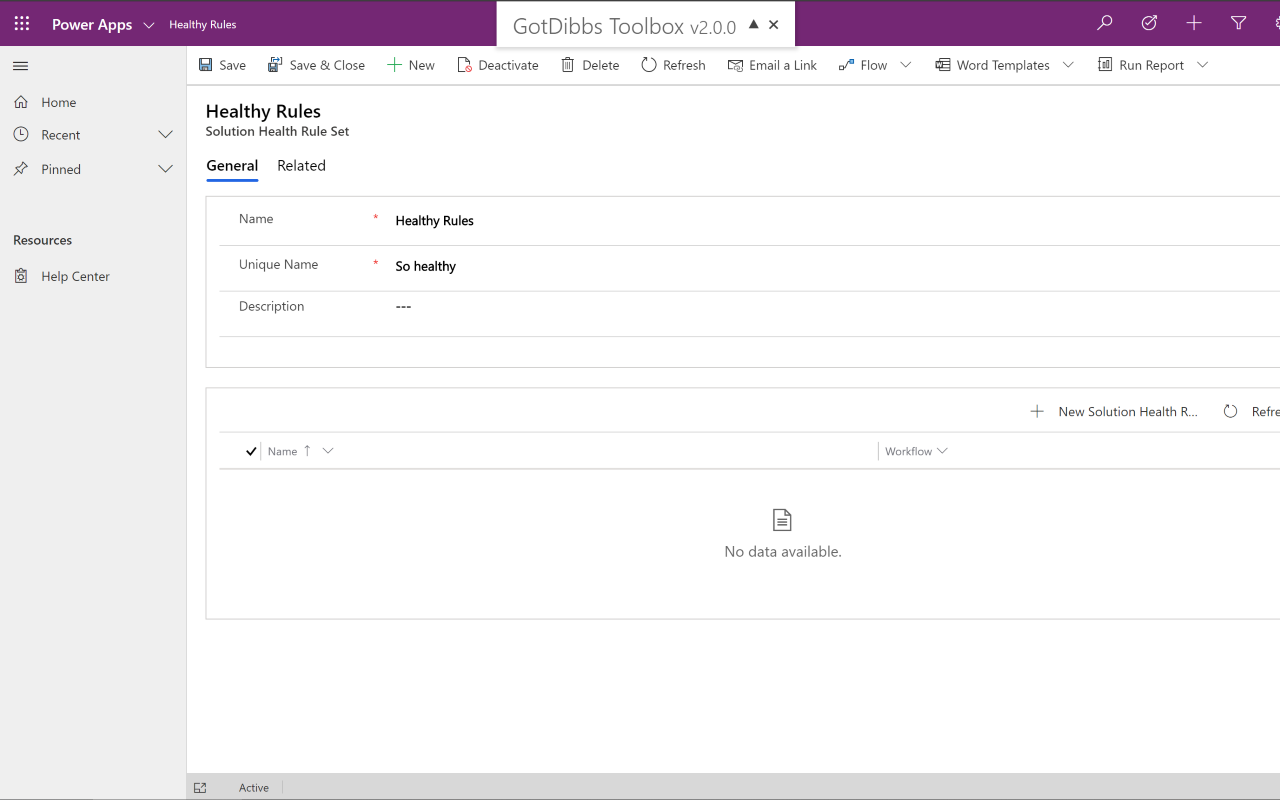 Power Apps Healthy Rules GotDibbs Toolbox v2.0.0
Save Save & Close New Deactivate Delete Refresh Email a Link Flow Word Templates Run Report
Home
Recent
Pinned
Resources
Help Center
Healthy Rules
Solution Health Rule Set
General Related
Name * Healthy Rules
Unique Name * So healthy
Description ---
New Solution Health R... Refre
Name Workflow
No data available.
Active